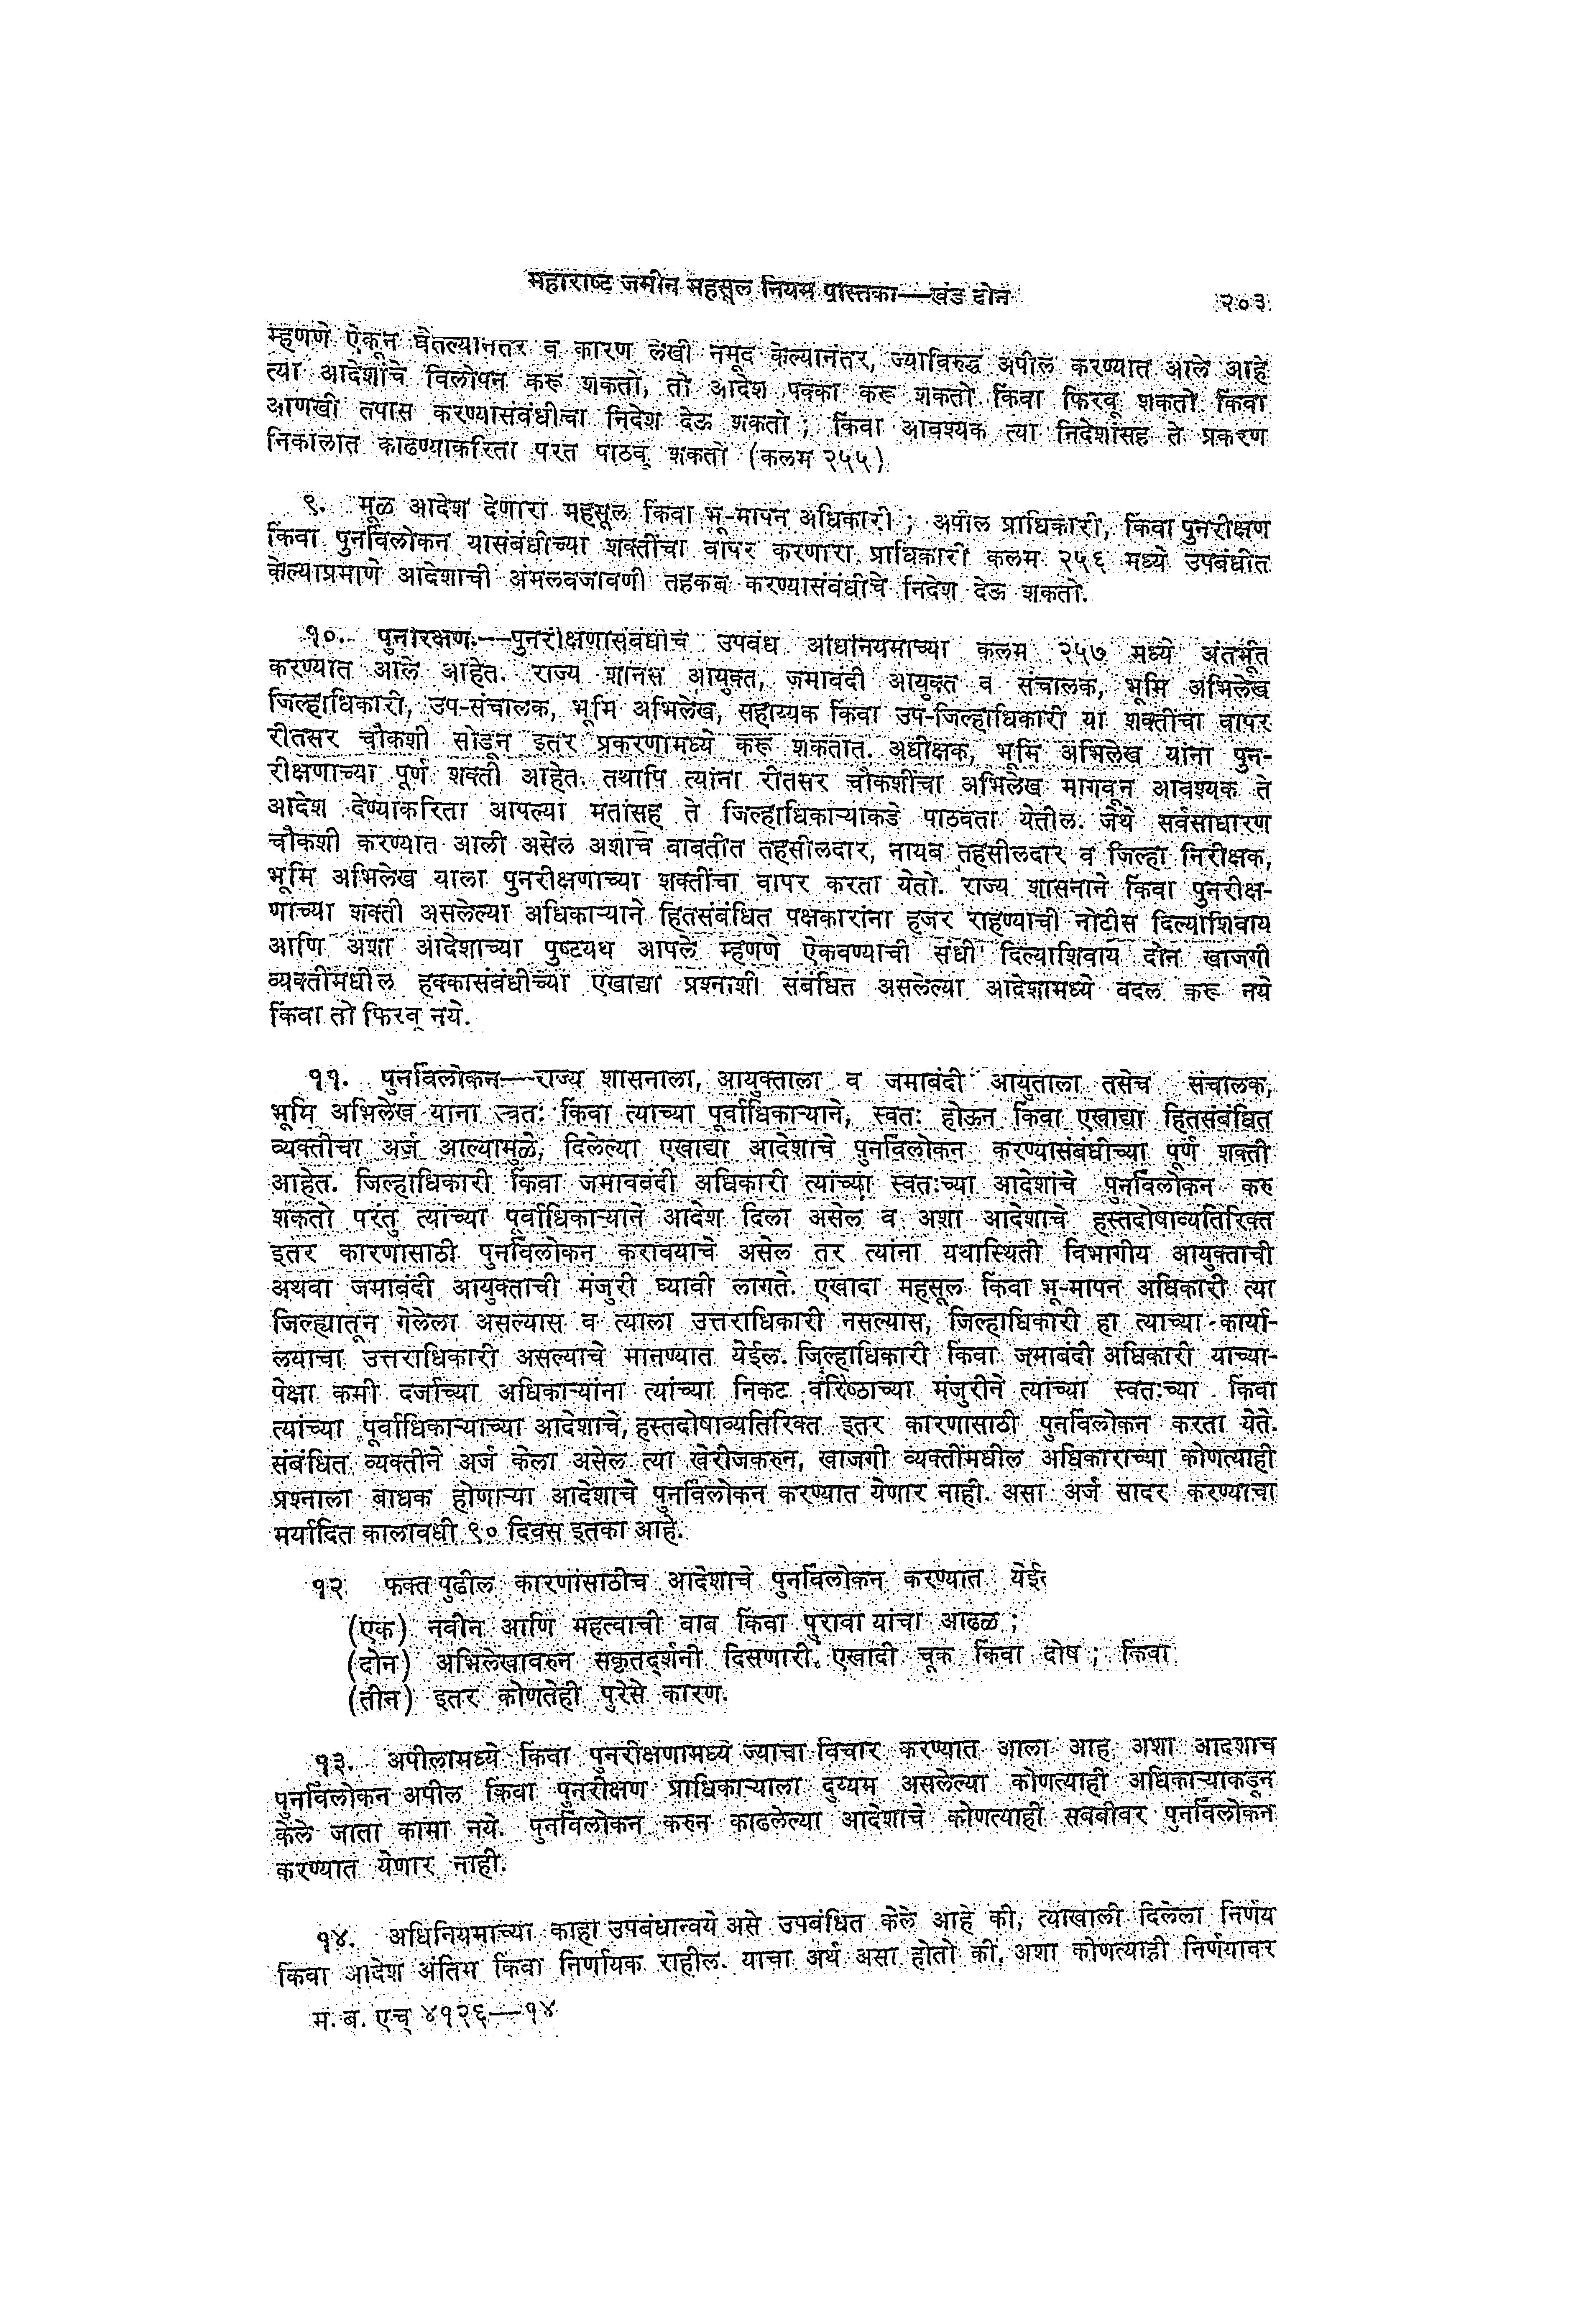 महाराष्ट जमीन महसूल नियम पुस्तिका—खंड दोन २०३
म्हणणे ऐकून घेतल्यानंतर व कारण लेखी नमूद केल्यानंतर, ज्याविरुद्ध अपील करण्यात आले आहे
त्या आदेशाचे विलोपन करू शकतो, तो आदेश पक्का करू शकतो किंवा फिरवू शकतो किंवा
आणखी तपास करण्यासंबंधीचा निदेश देऊ शकतो ; किंवा आवश्यक त्या निदेशांसह ते प्रकरण
निकालात काढण्याकरिता परत पाठवू शकतो (कलम २५५)
९. मूळ आदेश देणारा महसूल किंवा भू-मापन अधिकारी ; अपील प्राधिकारी, किंवा पुनरीक्षण
किंवा पुनर्विलोकन यासंबंधीच्या शक्तींचा वापर करणारा प्राधिकारी कलम २५६ मध्ये उपबंधीत
केल्याप्रमाणे आदेशाची अंमलबजावणी तहकूब करण्यासंबंधीचे निदेश देऊ शकतो.
१०. पुनरीक्षण.—पुनरीक्षणासंबंधीचे उपबंध अधिनियमाच्या कलम २५७ मध्ये अंतर्भूत
करण्यात आले आहेत. राज्य शानस आयुक्त, जमाबंदी आयुक्त व संचालक, भूमि अभिलेख
जिल्हाधिकारी, उप-संचालक, भूमि अभिलेख, सहाय्यक किंवा उप-जिल्हाधिकारी या शक्तींचा वापर
रीतसर चौकशी सोडून इतर प्रकरणामध्ये करू शकतात. अधीक्षक, भूमि अभिलेख यांना पुन-
रीक्षणाच्या पूर्ण शक्ती आहेत. तथापि त्यांना रीतसर चौकशीचा अभिलेख मागवून आवश्यक ते
आदेश देण्याकरिता आपल्या मतांसह ते जिल्हाधिकाऱ्याकडे पाठवता येतील. जेथे सर्वसाधारण
चौकशी करण्यात आली असेल अशाच बाबतीत तहसीलदार, नायब तहसीलदार व जिल्हा निरीक्षक,
भूमि अभिलेख याला पुनरीक्षणाच्या शक्तींचा वापर करता येतो. राज्य शासनाने किंवा पुनरीक्ष-
णाच्या शक्ती असलेल्या अधिकाऱ्याने हितसंबंधित पक्षकारांना हजर राहण्याची नोटीस दिल्याशिवाय
आणि अशा आदेशाच्या पुष्टयथ आपले म्हणणे ऐकवण्याची संधी दिल्याशिवाय दोन खाजगी
व्यक्तींमधील हक्कासंबंधीच्या एखाद्या प्रश्नाशी संबंधित असलेल्या आदेशामध्ये बदल करू नये
किंवा तो फिरवू नये.
११. पुनर्विलोकन—राज्य शासनाला, आयुक्ताला व जमाबंदी आयुताला तसेच संचालक,
भूमि अभिलेख यांना स्वतः किंवा त्याच्या पूर्वाधिकाऱ्याने, स्वतः होऊन किंवा एखाद्या हितसंबंधित
व्यक्तीचा अर्ज आल्यामुळे, दिलेल्या एखाद्या आदेशाचे पुनर्विलोकन करण्यासंबंधीच्या पूर्ण शक्ती
आहेत. जिल्हाधिकारी किंवा जमावबंदी अधिकारी त्यांच्या स्वतःच्या आदेशांचे पुनर्विलोकन करु
शकतो परंतु त्यांच्या पूर्वाधिकाऱ्याने आदेश दिला असेल व अशा आदेशाचे हस्तदोषाव्यतिरिक्त
इतर कारणासाठी पुनर्विलोकन करावयाचे असेल तर त्यांना यथास्थिती विभागीय आयुक्ताची
अथवा जमाबंदी आयुक्ताची मंजुरी घ्यावी लागते. एखादा महसूल किंवा भू-मापन अधिकारी त्या
जिल्ह्यातून गेलेला असल्यास व त्याला उत्तराधिकारी नसल्यास, जिल्हाधिकारी हा त्याच्या कार्या-
लयाचा उत्तराधिकारी असल्याचे मानण्यात येईल. जिल्हाधिकारी किंवा जमाबंदी अधिकारी याच्या-
पेक्षा कमी दर्जाच्या अधिकाऱ्यांना त्यांच्या निकट वरिष्ठाच्या मंजुरीने त्यांच्या स्वतःच्या किंवा
त्यांच्या पूर्वाधिकाऱ्याच्या आदेशाचे, हस्तदोषाव्यतिरिक्त इतर कारणासाठी पुनर्विलोकन करता येते.
संबंधित व्यक्तीने अर्ज केला असेल त्या खेरीजकरुन, खाजगी व्यक्तींमधील अधिकाराच्या कोणत्याही
प्रश्नाला बाधक होणाऱ्या आदेशाचे पुनर्विलोकन करण्यात येणार नाही. असा अर्ज सादर करण्याचा
मर्यादित कालावधी ९० दिवस इतका आहे.
१२ फक्त पुढील कारणांसाठीच आदेशाचे पुनर्विलोकन करण्यात येईल
(एक) नवीन आणि महत्वाची बाब किंवा पुरावा यांचा आढळ ;
(दोन) अभिलेखावरुन सकृतदर्शनी दिसणारी एखादी चूक किंवा दोष ; किंवा
(तीन) इतर कोणतेही पुरेसे कारण.
१३. अपीलामध्ये किंवा पुनरीक्षणामध्ये ज्याचा विचार करण्यात आला आहे अशा आदेशाचे
पुनर्विलोकन अपील किंवा पुनरीक्षण प्राधिकाऱ्याला दुय्यम असलेल्या कोणत्याही अधिकाऱ्याकडून
केले जाता कामा नये. पुनर्विलोकन करुन काढलेल्या आदेशाचे कोणत्याही सबबीवर पुनर्विलोकन
करण्यात येणार नाही.
१४. अधिनियमाच्या काही उपबंधान्वये असे उपबंधित केले आहे की, त्याखाली दिलेला निर्णय
किंवा आदेश अंतिम किंवा निर्णायक राहील. याचा अर्थ असा होतो की, अशा कोणत्याही निर्णयावर
म. ब. एच् ४१२६—१४